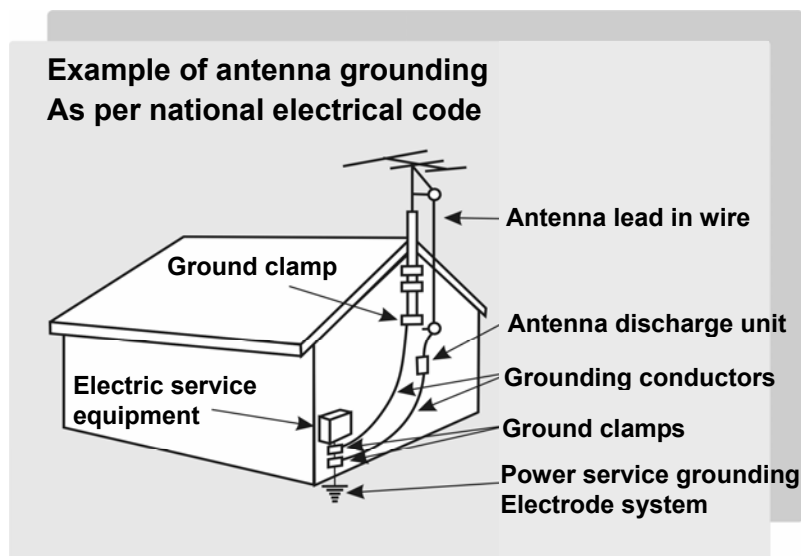 Example of antenna grounding
As per national electrical code
Antenna lead in wire
Ground clamp
Antenna discharge unit
Grounding conductors
Electric service
equipment
Ground clamps
Power service grounding
Electrode system